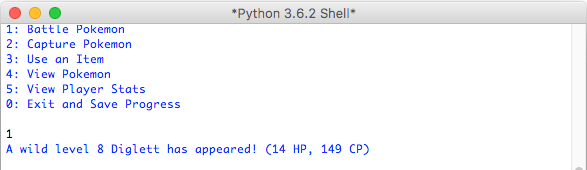 *Python 3.6.2 Shell*
1: Battle Pokemon
2: Capture Pokemon
3: Use an Item
4: View Pokemon
5: View Player Stats
0: Exit and Save Progress
1
A wild level 8 Diglett has appeared! (14 HP, 149 CP)